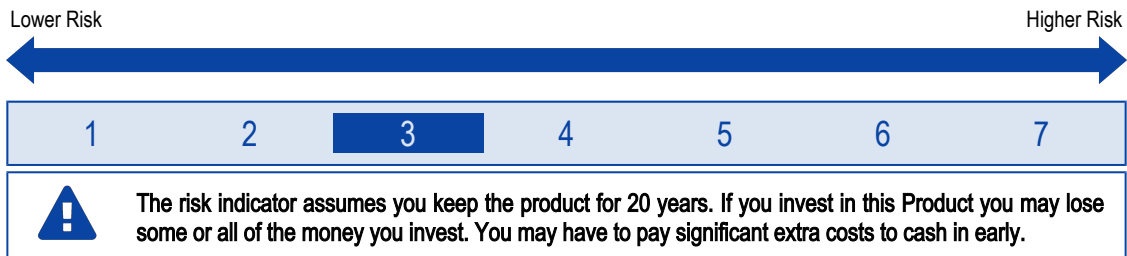 Lower Risk Higher Risk
1 2 3 4 5 6 7
The risk indicator assumes you keep the product for 20 years. If you invest in this Product you may lose
some or all of the money you invest. You may have to pay significant extra costs to cash in early.